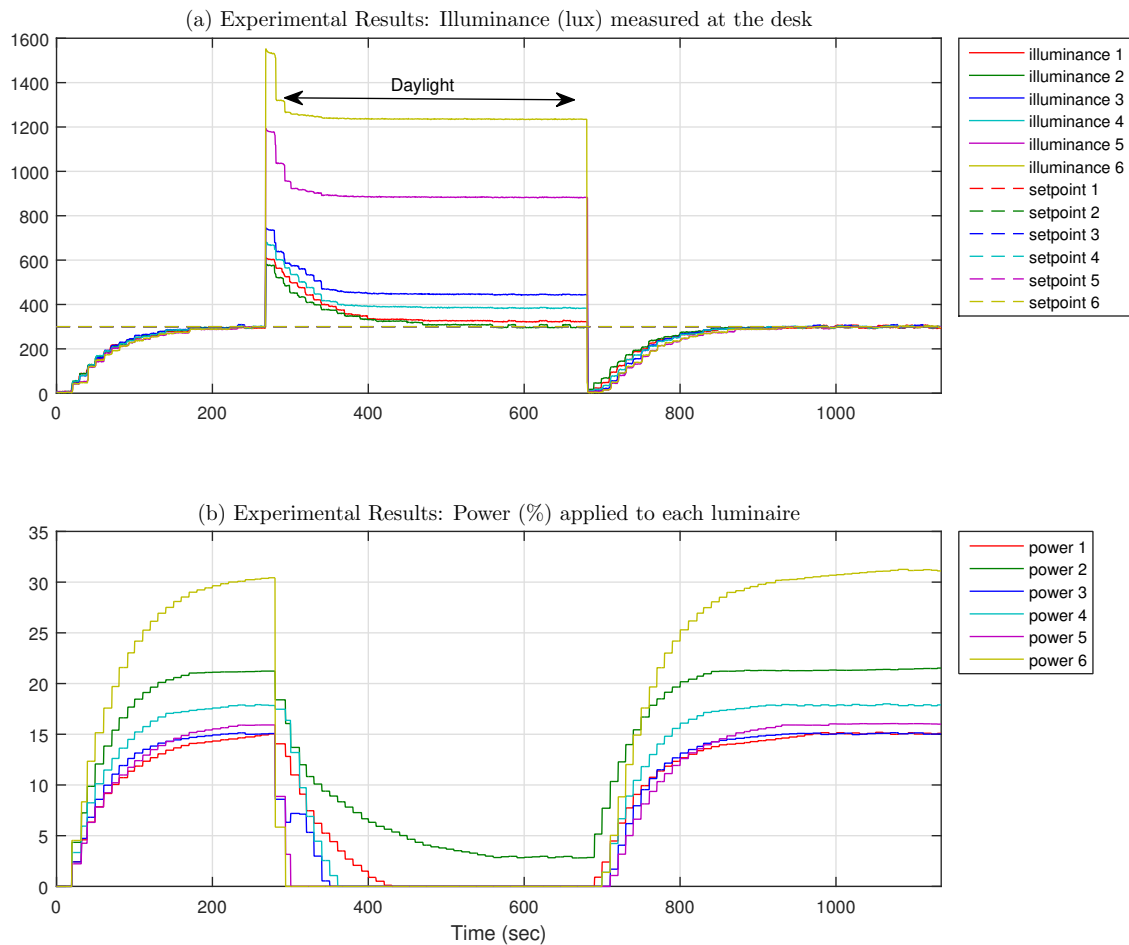 (a) Experimental Results: Illuminance (lux) measured at the desk
1600
1400
1200
1000
800
600
400
200
0
0
200
400
600
800
1000
Daylight
illuminance 1
illuminance 2
illuminance 3
illuminance 4
illuminance 5
illuminance 6
setpoint 1
setpoint 2
setpoint 3
setpoint 4
setpoint 5
setpoint 6
(b) Experimental Results: Power (%) applied to each luminaire
35
30
25
20
15
10
5
0
0
200
400
600
800
1000
Time (sec)
power 1
power 2
power 3
power 4
power 5
power 6